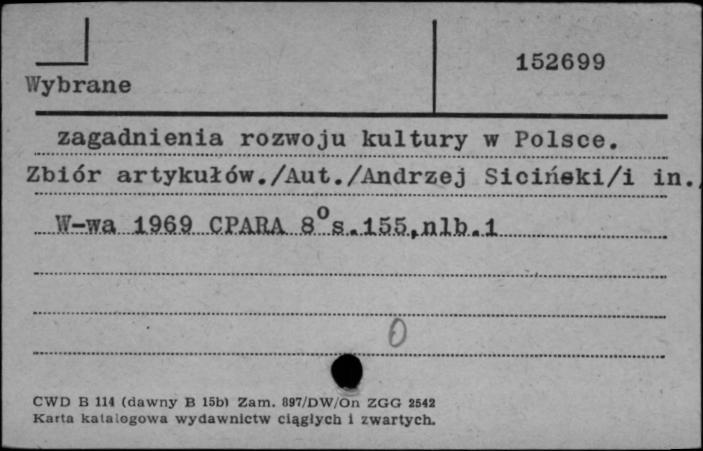 152699
Wybrane
zagadnienia rozwoju kultury w Polsce.
Zbiór artykułów./Aut./Andrzej Siciński/i in.
W-wa 1969 CPARA 8° s.155,nlb.1
0
CWD B 114 (dawny B 15b) Zam. 897/DW/On ZGG 2542
Karta katalogowa wydawnictw ciągłych i zwartych.